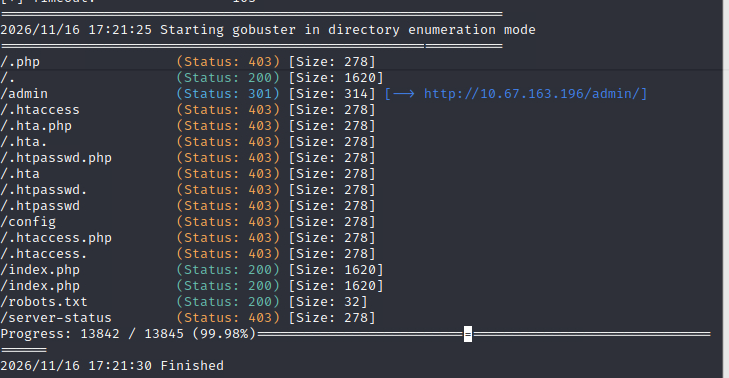 ===============================================================
2026/11/16 17:21:25 Starting gobuster in directory enumeration mode
===============================================================
/.php (Status: 403) [Size: 278]
/. (Status: 200) [Size: 1620]
/admin (Status: 301) [Size: 314] [--> http://10.67.163.196/admin/]
/.htaccess (Status: 403) [Size: 278]
/.hta.php (Status: 403) [Size: 278]
/.hta. (Status: 403) [Size: 278]
/.htpasswd.php (Status: 403) [Size: 278]
/.hta (Status: 403) [Size: 278]
/.htpasswd. (Status: 403) [Size: 278]
/.htpasswd (Status: 403) [Size: 278]
/config (Status: 403) [Size: 278]
/.htaccess.php (Status: 403) [Size: 278]
/.htaccess. (Status: 403) [Size: 278]
/index.php (Status: 200) [Size: 1620]
/index.php (Status: 200) [Size: 1620]
/robots.txt (Status: 200) [Size: 32]
/server-status (Status: 403) [Size: 278]
Progress: 13842 / 13845 (99.98%)=========================================================
======
2026/11/16 17:21:30 Finished